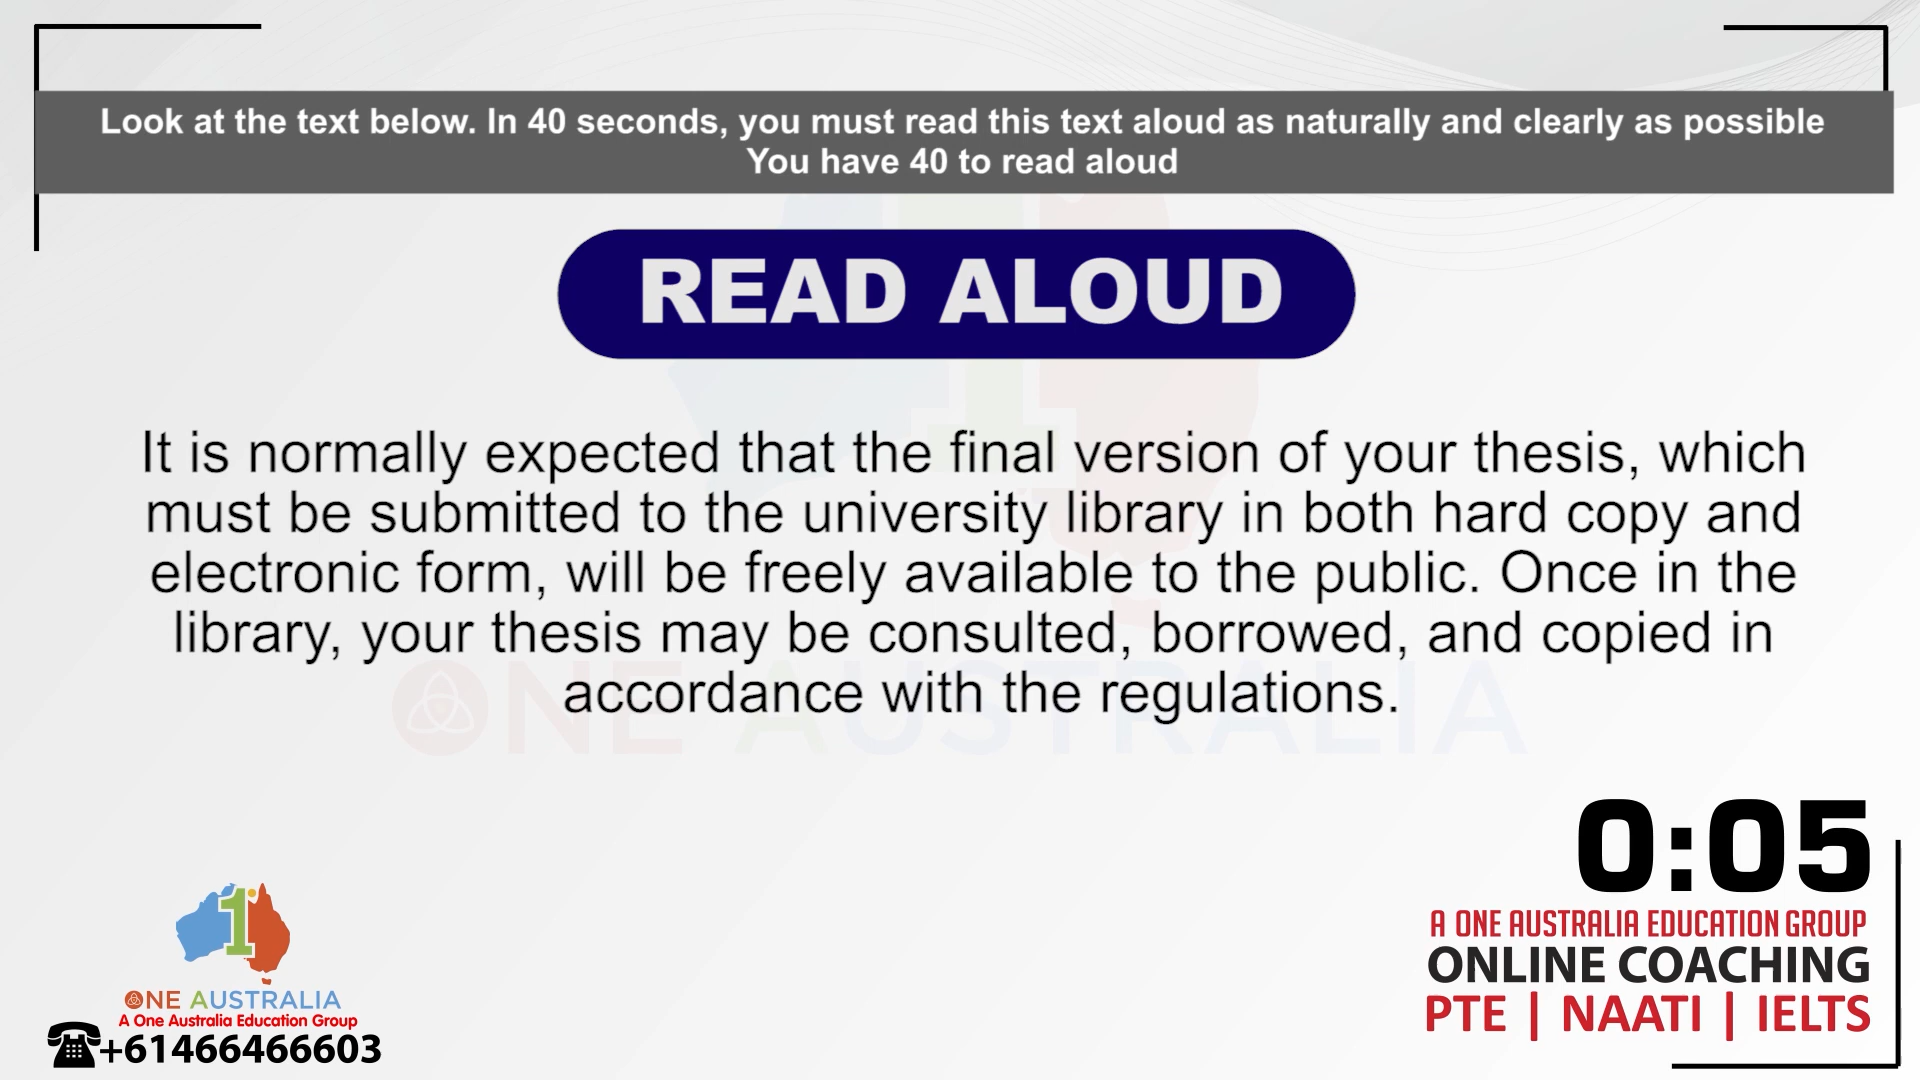 Look at the text below. In 40 seconds, you must read this text aloud as naturally and clearly as possible
You have 40 to read aloud
READ ALOUD
It is normally expected that the final version of your thesis, which
must be submitted to the university library in both hard copy and
electronic form, will be freely available to the public. Once in the
library, your thesis may be consulted, borrowed, and copied in
accordance with the regulations.
ONE AUSTRALIA
0:05
A ONE AUSTRALIA EDUCATION GROUP
ONLINE COACHING
PTE | NAATI | IELTS
1
ONE AUSTRALIA
A One Australia Education Group
+61466466603